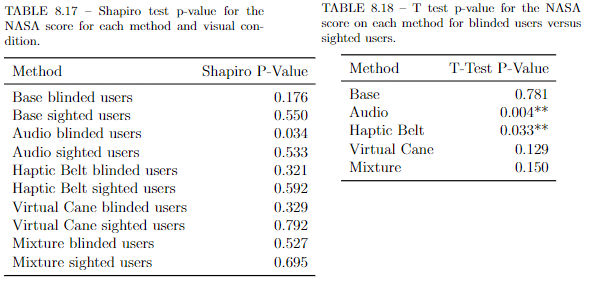 TABLE 8.17 – Shapiro test p-value for the
NASA score for each method and visual con-
dition.
Method Shapiro P-Value
Base blinded users 0.176
Base sighted users 0.550
Audio blinded users 0.034
Audio sighted users 0.533
Haptic Belt blinded users 0.321
Haptic Belt sighted users 0.592
Virtual Cane blinded users 0.329
Virtual Cane sighted users 0.792
Mixture blinded users 0.527
Mixture sighted users 0.695
TABLE 8.18 – T test p-value for the NASA
score on each method for blinded users versus
sighted users.
Method T-Test P-Value
Base 0.781
Audio 0.004**
Haptic Belt 0.033**
Virtual Cane 0.129
Mixture 0.150